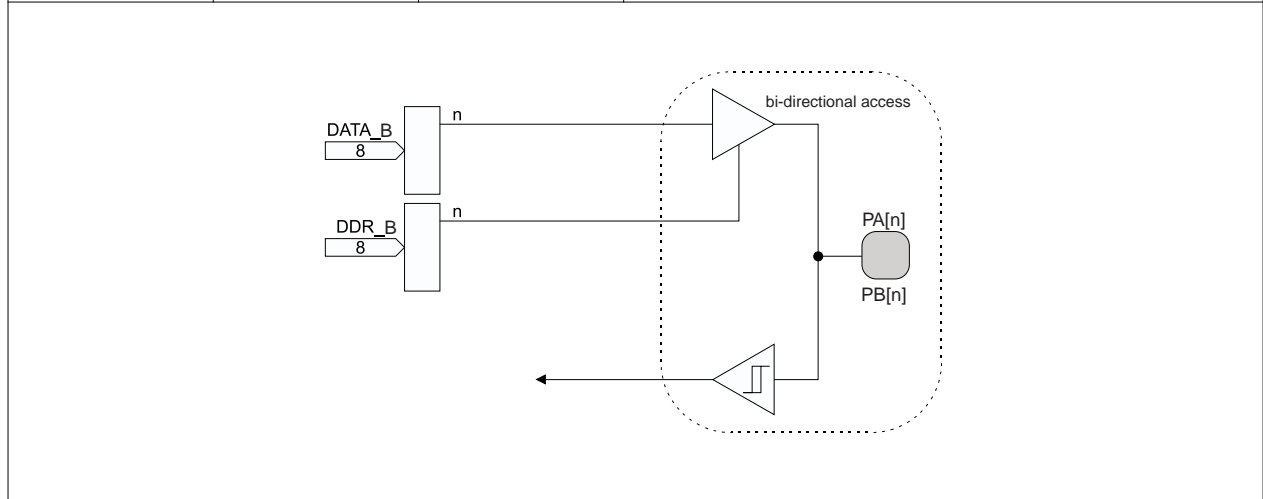 bi-directional access
n
DATA_B
8
n
DDR_B
8
PA[n]
PB[n]